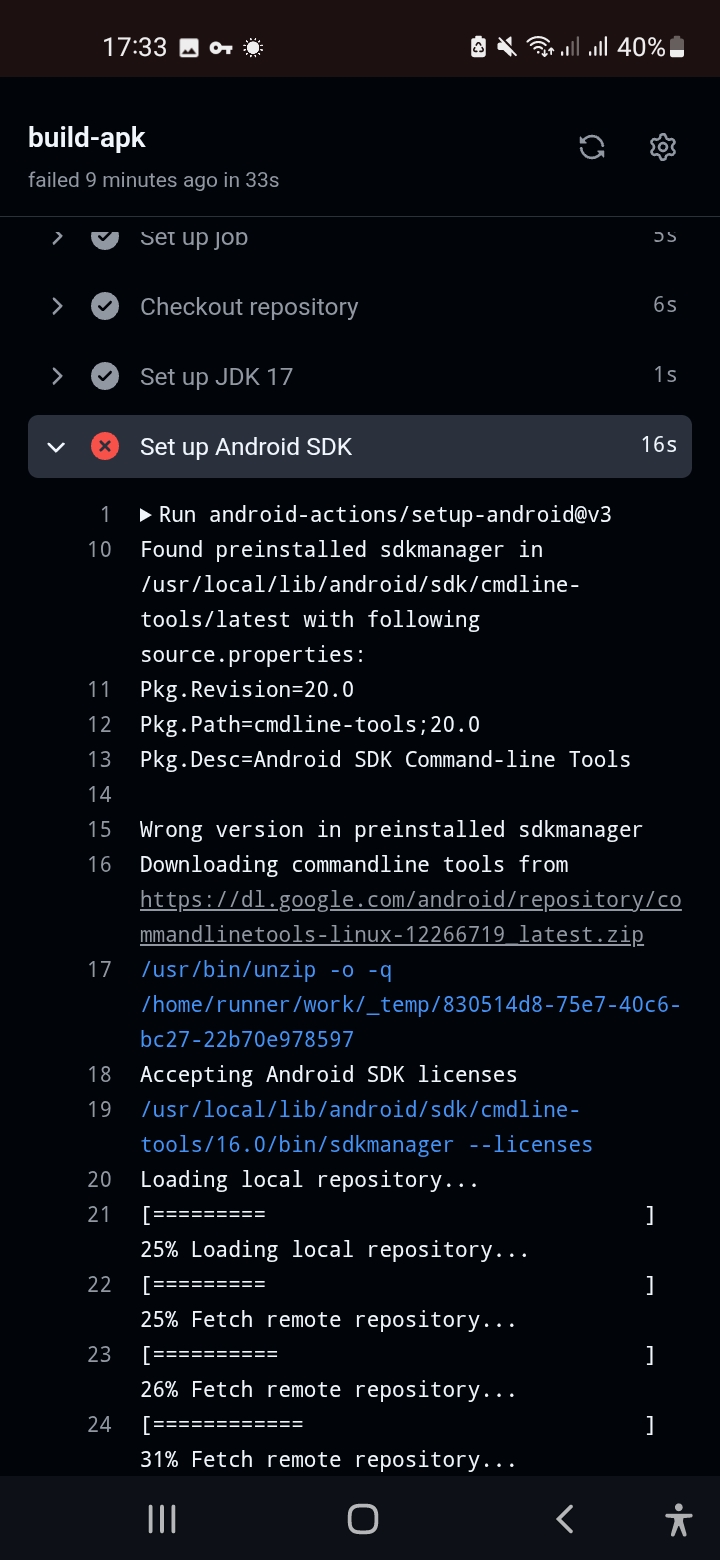 17:33 40%
build-apk
failed 9 minutes ago in 33s
Set up job 5s
Checkout repository 6s
Set up JDK 17 1s
Set up Android SDK 16s
1 Run android-actions/setup-android@v3
10 Found preinstalled sdkmanager in
/usr/local/lib/android/sdk/cmdline-
tools/latest with following
source.properties:
11 Pkg.Revision=20.0
12 Pkg.Path=cmdline-tools;20.0
13 Pkg.Desc=Android SDK Command-line Tools
14
15 Wrong version in preinstalled sdkmanager
16 Downloading commandline tools from
https://dl.google.com/android/repository/co
mmandlinetools-linux-12266719_latest.zip
17 /usr/bin/unzip -o -q
/home/runner/work/_temp/830514d8-75e7-40c6-
bc27-22b70e978597
18 Accepting Android SDK licenses
19 /usr/local/lib/android/sdk/cmdline-
tools/16.0/bin/sdkmanager --licenses
20 Loading local repository...
21 [========= ]
25% Loading local repository...
22 [========= ]
25% Fetch remote repository...
23 [========== ]
26% Fetch remote repository...
24 [============ ]
31% Fetch remote repository...